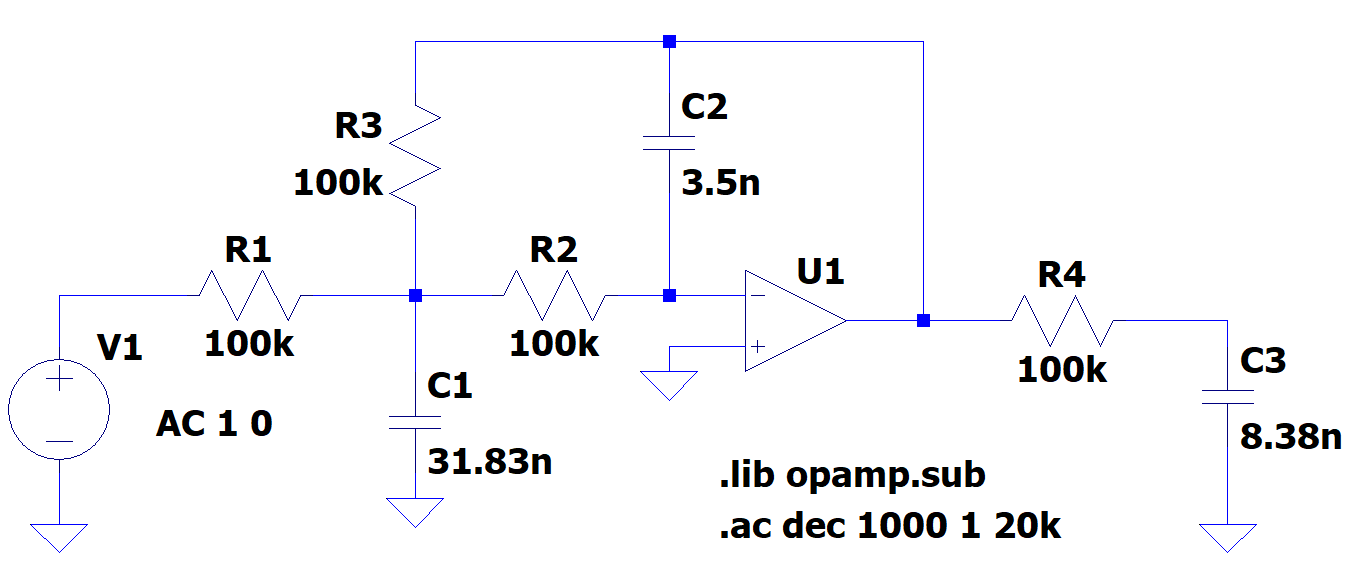 C2
3.5n
R3
100k
R1
100k
R2
100k
U1
R4
100k
V1
AC 1 0
C1
31.83n
C3
8.38n
.lib opamp.sub
.ac dec 1000 1 20k